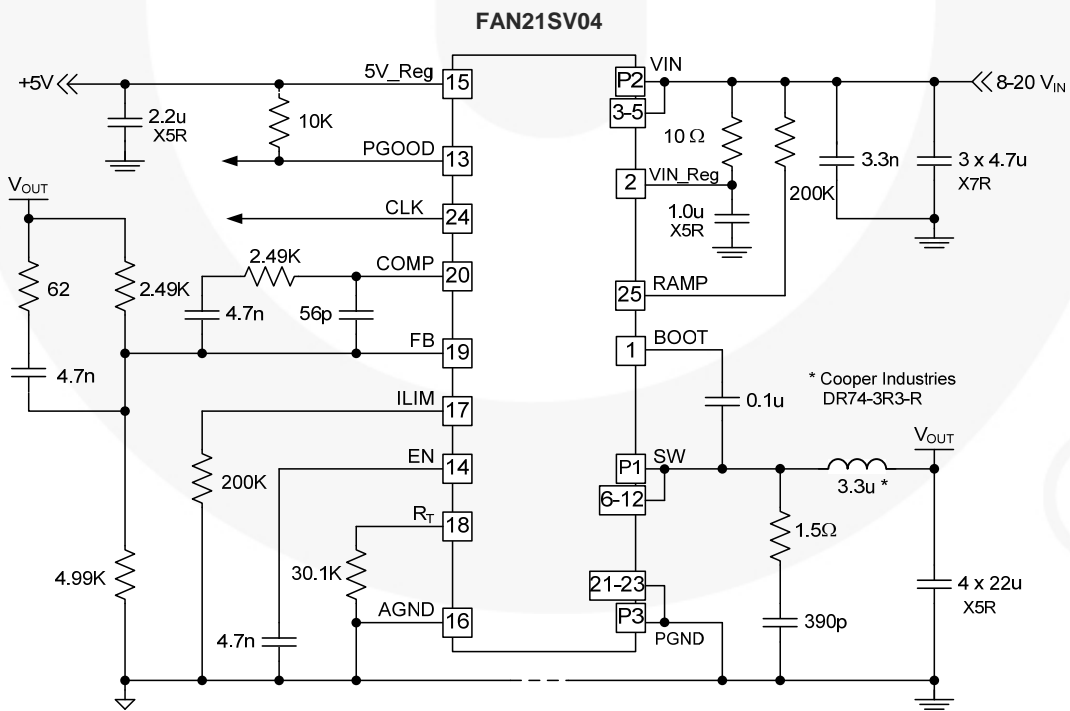 FAN21SV04
+5V
5V_Reg
15
2.2u
X5R
10K
PGOOD
13
CLK
24
VOUT
62
2.49K
4.7n
2.49K
4.7n
56p
COMP
20
FB
19
ILIM
17
200K
EN
14
RT
18
30.1K
4.99K
4.7n
AGND
16
VIN
P2
3-5
8-20 VIN
10 Ω
VIN_Reg
2
1.0u
X5R
200K
3.3n
3 x 4.7u
X7R
RAMP
25
BOOT
1
0.1u
* Cooper Industries
DR74-3R3-R
SW
P1
6-12
3.3u *
VOUT
1.5Ω
390p
4 x 22u
X5R
21-23
P3
PGND